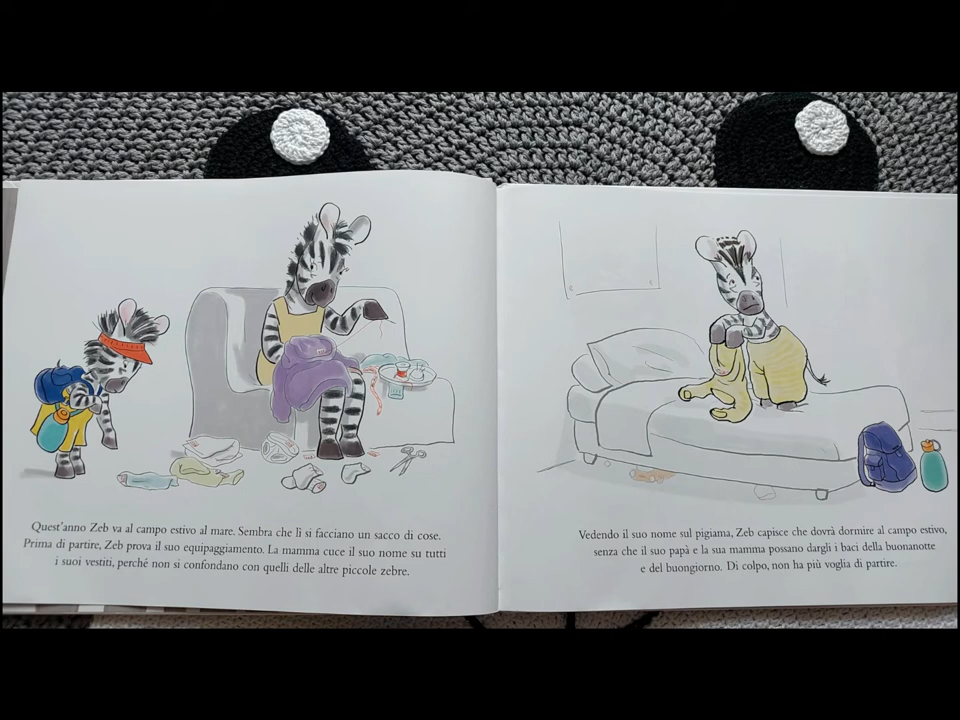 Quest'anno Zeb va al campo estivo al mare. Sembra che lì si facciano un sacco di cose.
Prima di partire, Zeb prova il suo equipaggiamento. La mamma cuce il suo nome su tutti
i suoi vestiti, perché non si confondano con quelli delle altre piccole zebre.
Vedendo il suo nome sul pigiama, Zeb capisce che dovrà dormire al campo estivo,
senza che il suo papà e la sua mamma possano dargli i baci della buonanotte
e del buongiorno. Di colpo, non ha più voglia di partire.